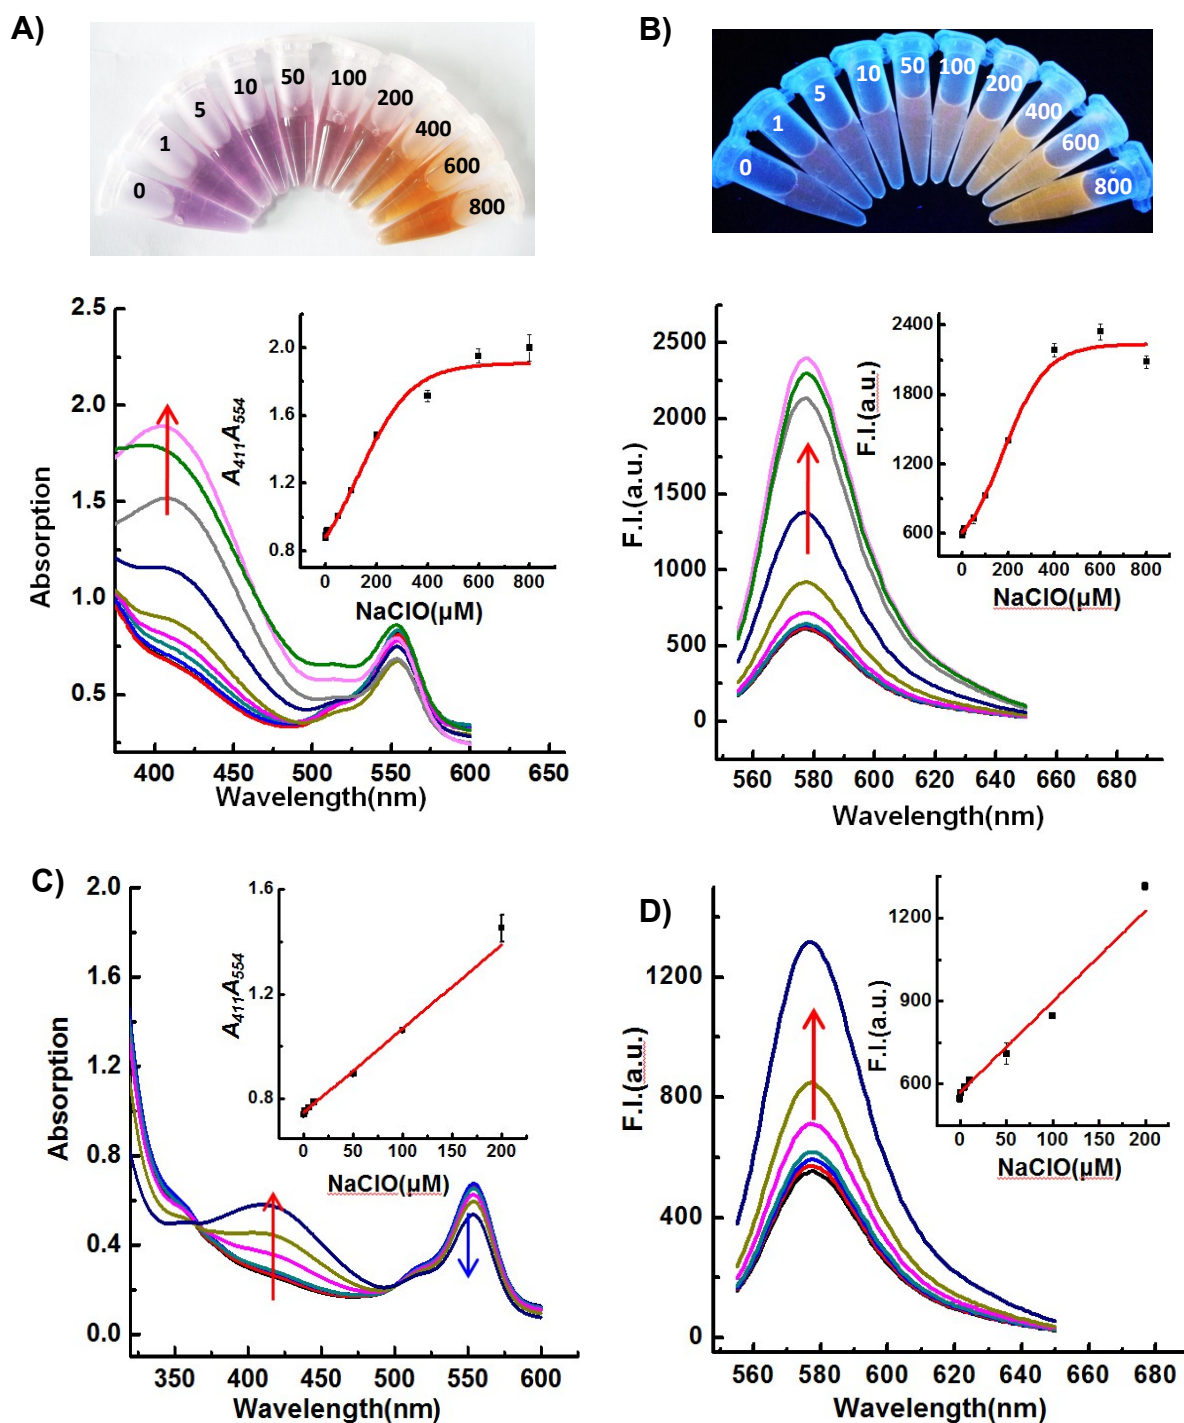 A)
0
1
5
10
50
100
200
400
600
800
B)
0
1
5
10
50
100
200
400
600
800
2.5
2.0
1.5
1.0
0.5
Absorption
400 450 500 550 600 650
Wavelength(nm)
2.0
1.6
1.2
0.8
A411A554
0 200 400 600 800
NaClO(μM)
2500
2000
1500
1000
500
0
F.I.(a.u.)
560 580 600 620 640 660 680
Wavelength(nm)
2400
1800
1200
600
F.I.(a.u.)
0 200 400 600 800
NaClO(μM)
C)
2.0
1.6
1.2
0.8
0.4
0.0
Absorption
350 400 450 500 550 600
Wavelength(nm)
1.6
1.2
0.8
A411A554
0 50 100 150 200
NaClO(μM)
D)
1200
800
400
0
F.I.(a.u.)
560 580 600 620 640 660 680
Wavelength(nm)
1200
900
600
F.I.(a.u.)
0 50 100 150 200
NaClO(μM)